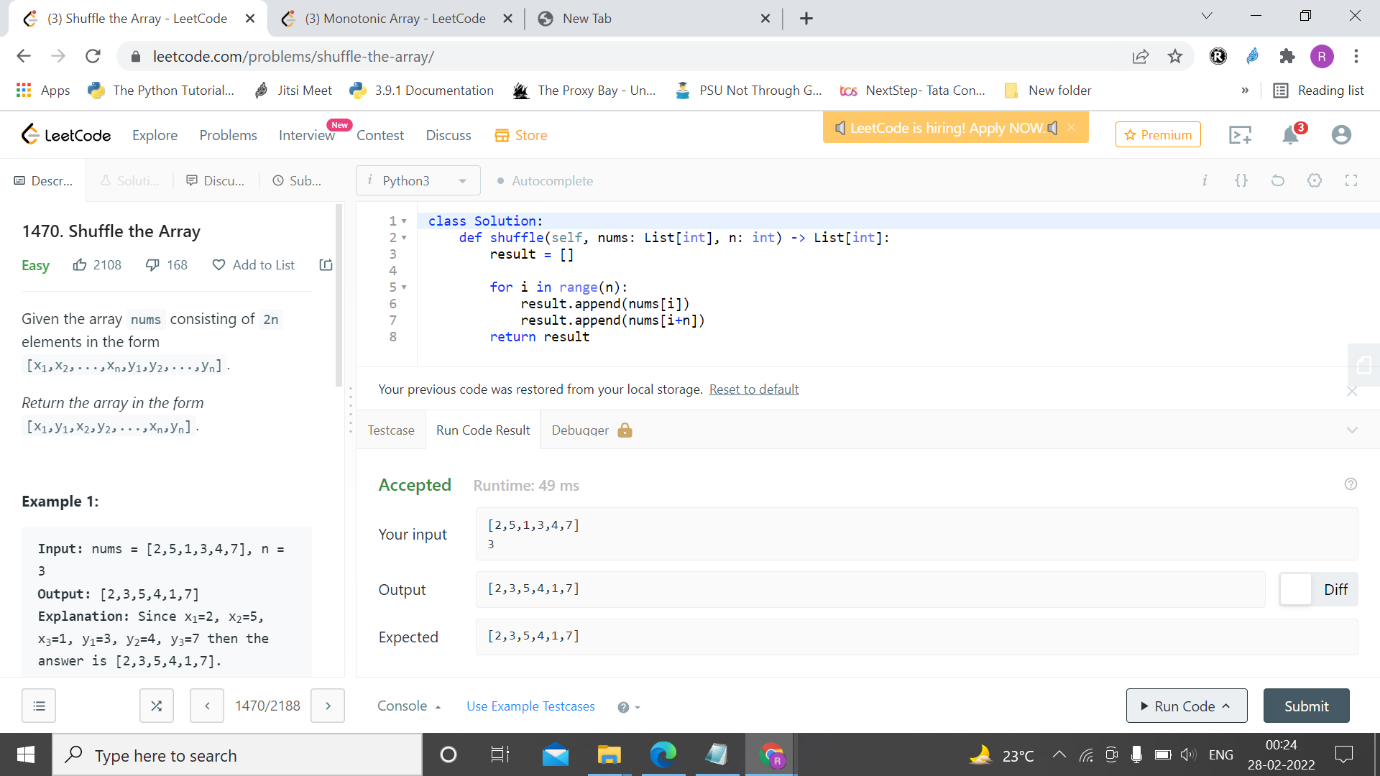 (3) Shuffle the Array - LeetCode
(3) Monotonic Array - LeetCode
New Tab
leetcode.com/problems/shuffle-the-array/
R
R
Apps
The Python Tutorial...
Jitsi Meet
3.9.1 Documentation
The Proxy Bay - Un...
PSU Not Through G...
tcs NextStep- Tata Con...
New folder
»
Reading list
LeetCode
Explore
Problems
Interview
New
Contest
Discuss
Store
LeetCode is hiring! Apply NOW.
Premium
3
Descr...
Soluti...
Discu...
Sub...
i Python3
Autocomplete
i
{}
1470. Shuffle the Array
Easy
2108
168
Add to List
Given the array nums consisting of 2n
elements in the form
[x₁,x₂,...,xₙ,y₁,y₂,...,yₙ].
Return the array in the form
[x₁,y₁,x₂,y₂,...,xₙ,yₙ].
Example 1:
Input: nums = [2,5,1,3,4,7], n =
3
Output: [2,3,5,4,1,7]
Explanation: Since x₁=2, x₂=5,
x₃=1, y₁=3, y₂=4, y₃=7 then the
answer is [2,3,5,4,1,7].
1470/2188
1 class Solution:
2 def shuffle(self, nums: List[int], n: int) -> List[int]:
3 result = []
4
5 for i in range(n):
6 result.append(nums[i])
7 result.append(nums[i+n])
8 return result
Your previous code was restored from your local storage. Reset to default
Testcase
Run Code Result
Debugger
Accepted
Runtime: 49 ms
Your input
[2,5,1,3,4,7]
3
Output
[2,3,5,4,1,7]
Diff
Expected
[2,3,5,4,1,7]
Console
Use Example Testcases
Run Code
Submit
Type here to search
R
23°C
ENG
00:24
28-02-2022